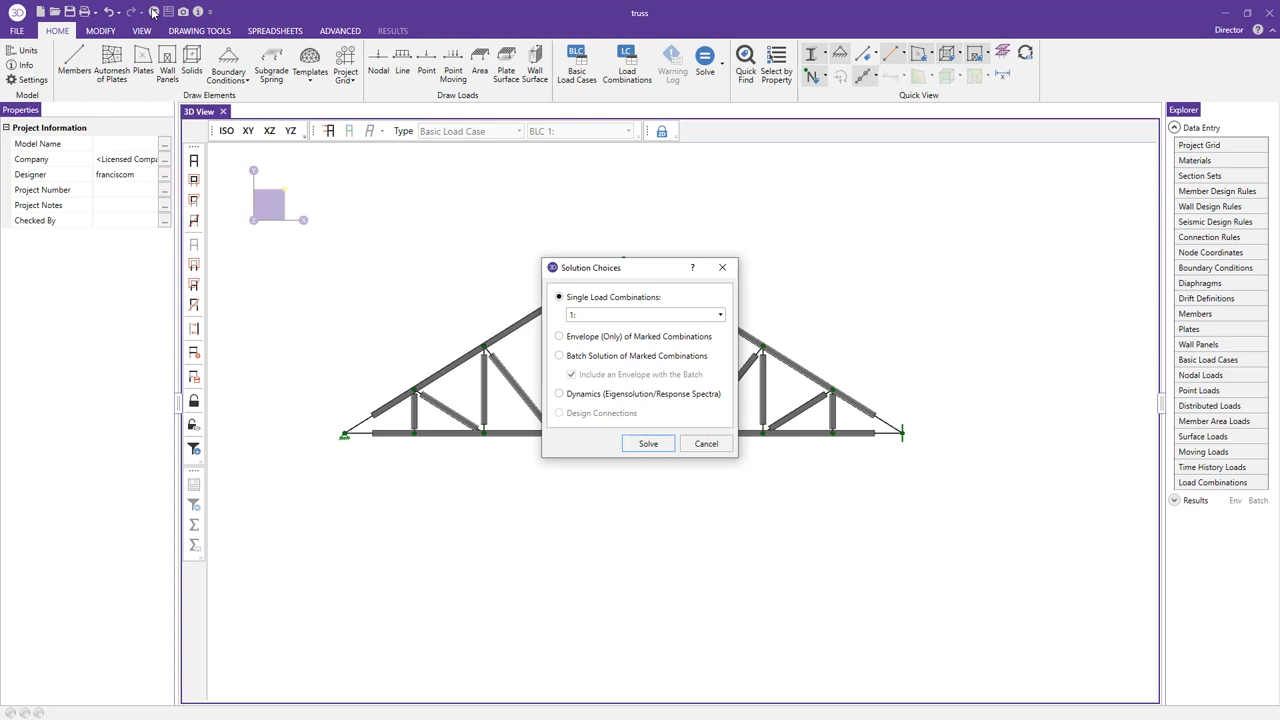 3D
truss
FILE HOME MODIFY VIEW DRAWING TOOLS SPREADSHEETS ADVANCED RESULTS
Director
Units
Info
Settings
Model
Members
Automesh of Plates
Plates
Wall Panels
Solids
Boundary Conditions
Subgrade Spring
Templates
Project Grid
Draw Elements
Nodal
Line
Point
Point Moving
Area
Plate Surface
Wall Surface
Draw Loads
BLC
Basic Load Cases
LC
Load Combinations
Warning Log
Solve
Quick Find
Select by Property
Quick View
Properties
Project Information
Model Name
Company <Licensed Compa
Designer franciscom
Project Number
Project Notes
Checked By
3D View
ISO XY XZ YZ
Type Basic Load Case BLC 1:
Y
Z X
3D Solution Choices ?
Single Load Combinations:
1:
Envelope (Only) of Marked Combinations
Batch Solution of Marked Combinations
Include an Envelope with the Batch
Dynamics (Eigensolution/Response Spectra)
Design Connections
Solve Cancel
Explorer
Data Entry
Project Grid
Materials
Section Sets
Member Design Rules
Wall Design Rules
Seismic Design Rules
Connection Rules
Node Coordinates
Boundary Conditions
Diaphragms
Drift Definitions
Members
Plates
Wall Panels
Basic Load Cases
Nodal Loads
Point Loads
Distributed Loads
Member Area Loads
Surface Loads
Moving Loads
Time History Loads
Load Combinations
Results Env Batch